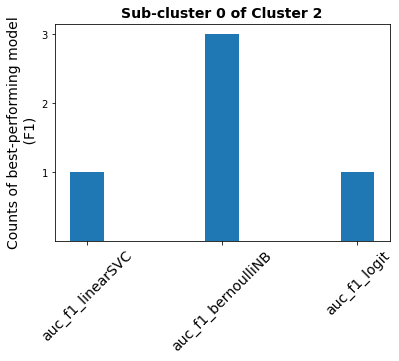 Sub-cluster 0 of Cluster 2
Counts of best-performing model
(F1)
3
2
1
auc_f1_linearSVC
auc_f1_bernoulliNB
auc_f1_logit